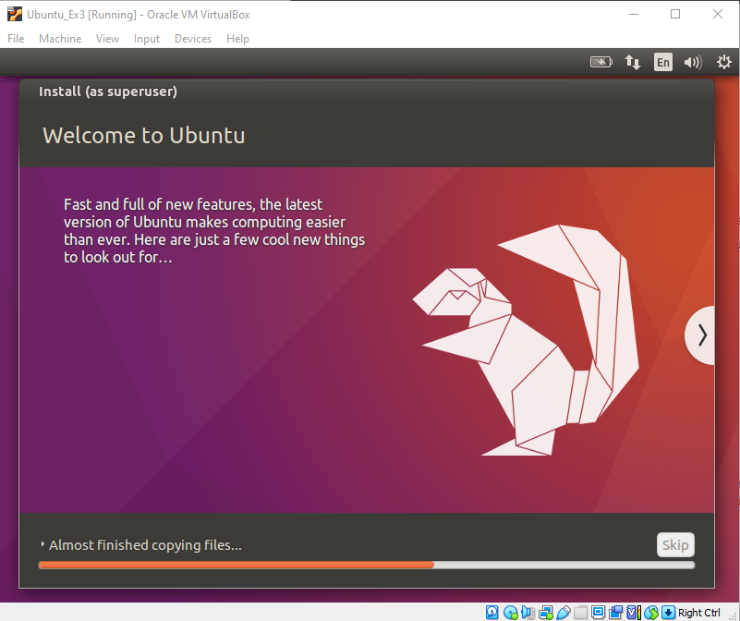 Ubuntu_Ex3 [Running] - Oracle VM VirtualBox
File Machine View Input Devices Help
En
Install (as superuser)
Welcome to Ubuntu
Fast and full of new features, the latest
version of Ubuntu makes computing easier
than ever. Here are just a few cool new things
to look out for…
Almost finished copying files...
Skip
Right Ctrl